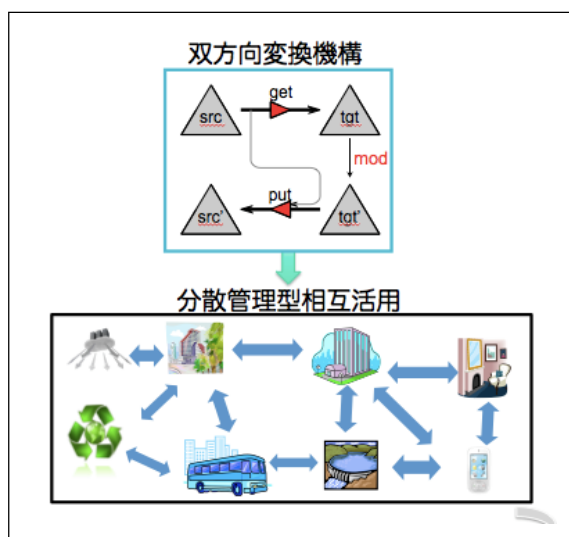 双方向変換機構
get
src
tgt
mod
put
src'
tgt'
分散管理型相互活用